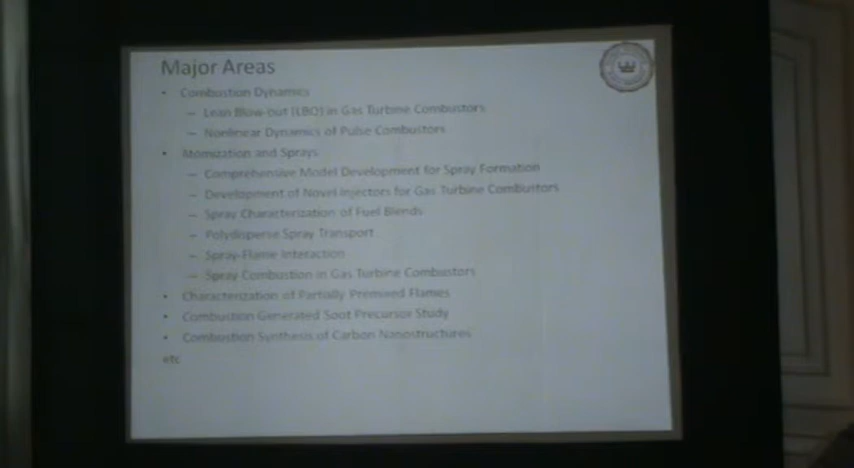 Major Areas
• Combustion Dynamics
– Lean Blow-out (LBO) in Gas Turbine Combustors
– Nonlinear Dynamics of Pulse Combustors
• Atomization and Sprays
– Comprehensive Model Development for Spray Formation
– Development of Novel Injectors for Gas Turbine Combustors
– Spray Characterization of Fuel Blends
– Polydisperse Spray Transport
– Spray-Flame Interaction
– Spray Combustion in Gas Turbine Combustors
• Characterization of Partially Premixed Flames
• Combustion Generated Soot Precursor Study
• Combustion Synthesis of Carbon Nanostructures
etc